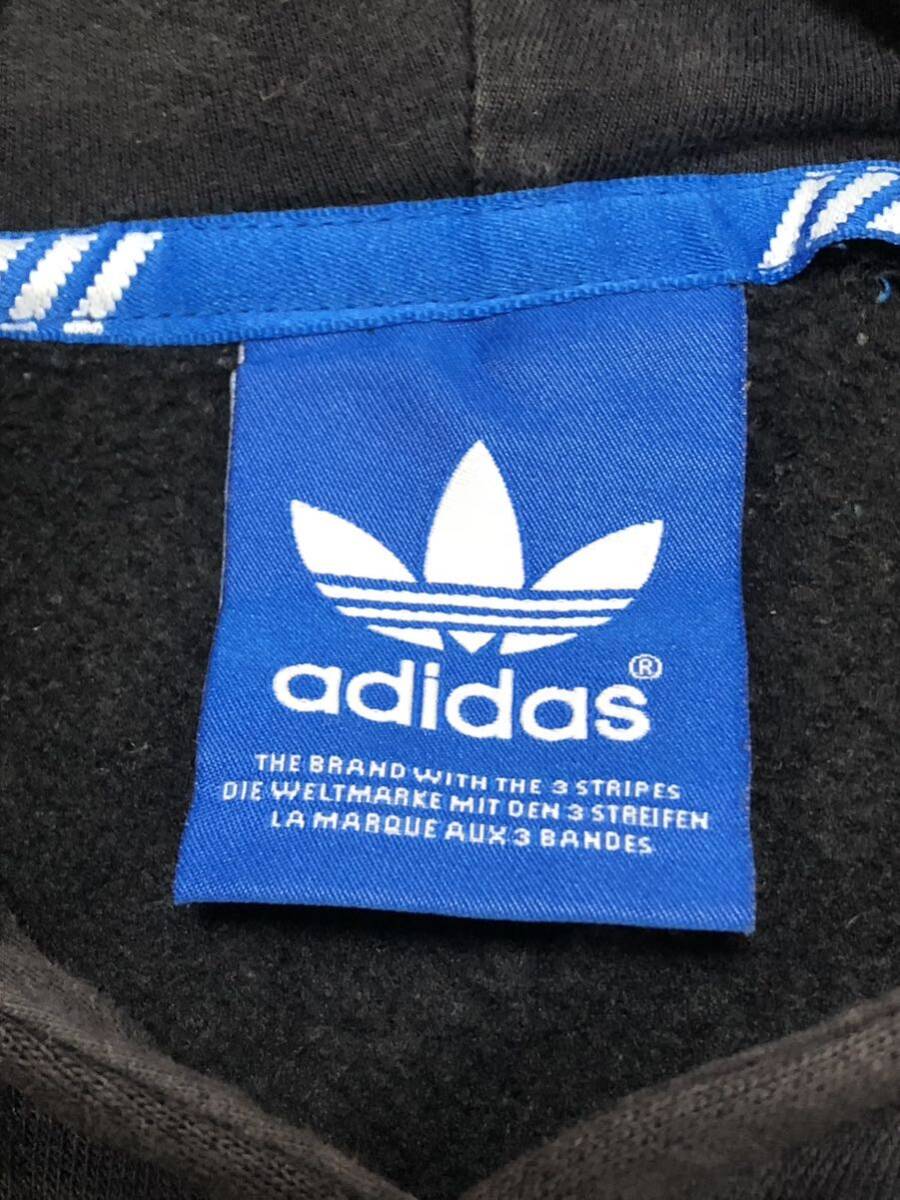 adidas®
THE BRAND WITH THE 3 STRIPES
DIE WELTMARKE MIT DEN 3 STREIFEN
LA MARQUE AUX 3 BANDES